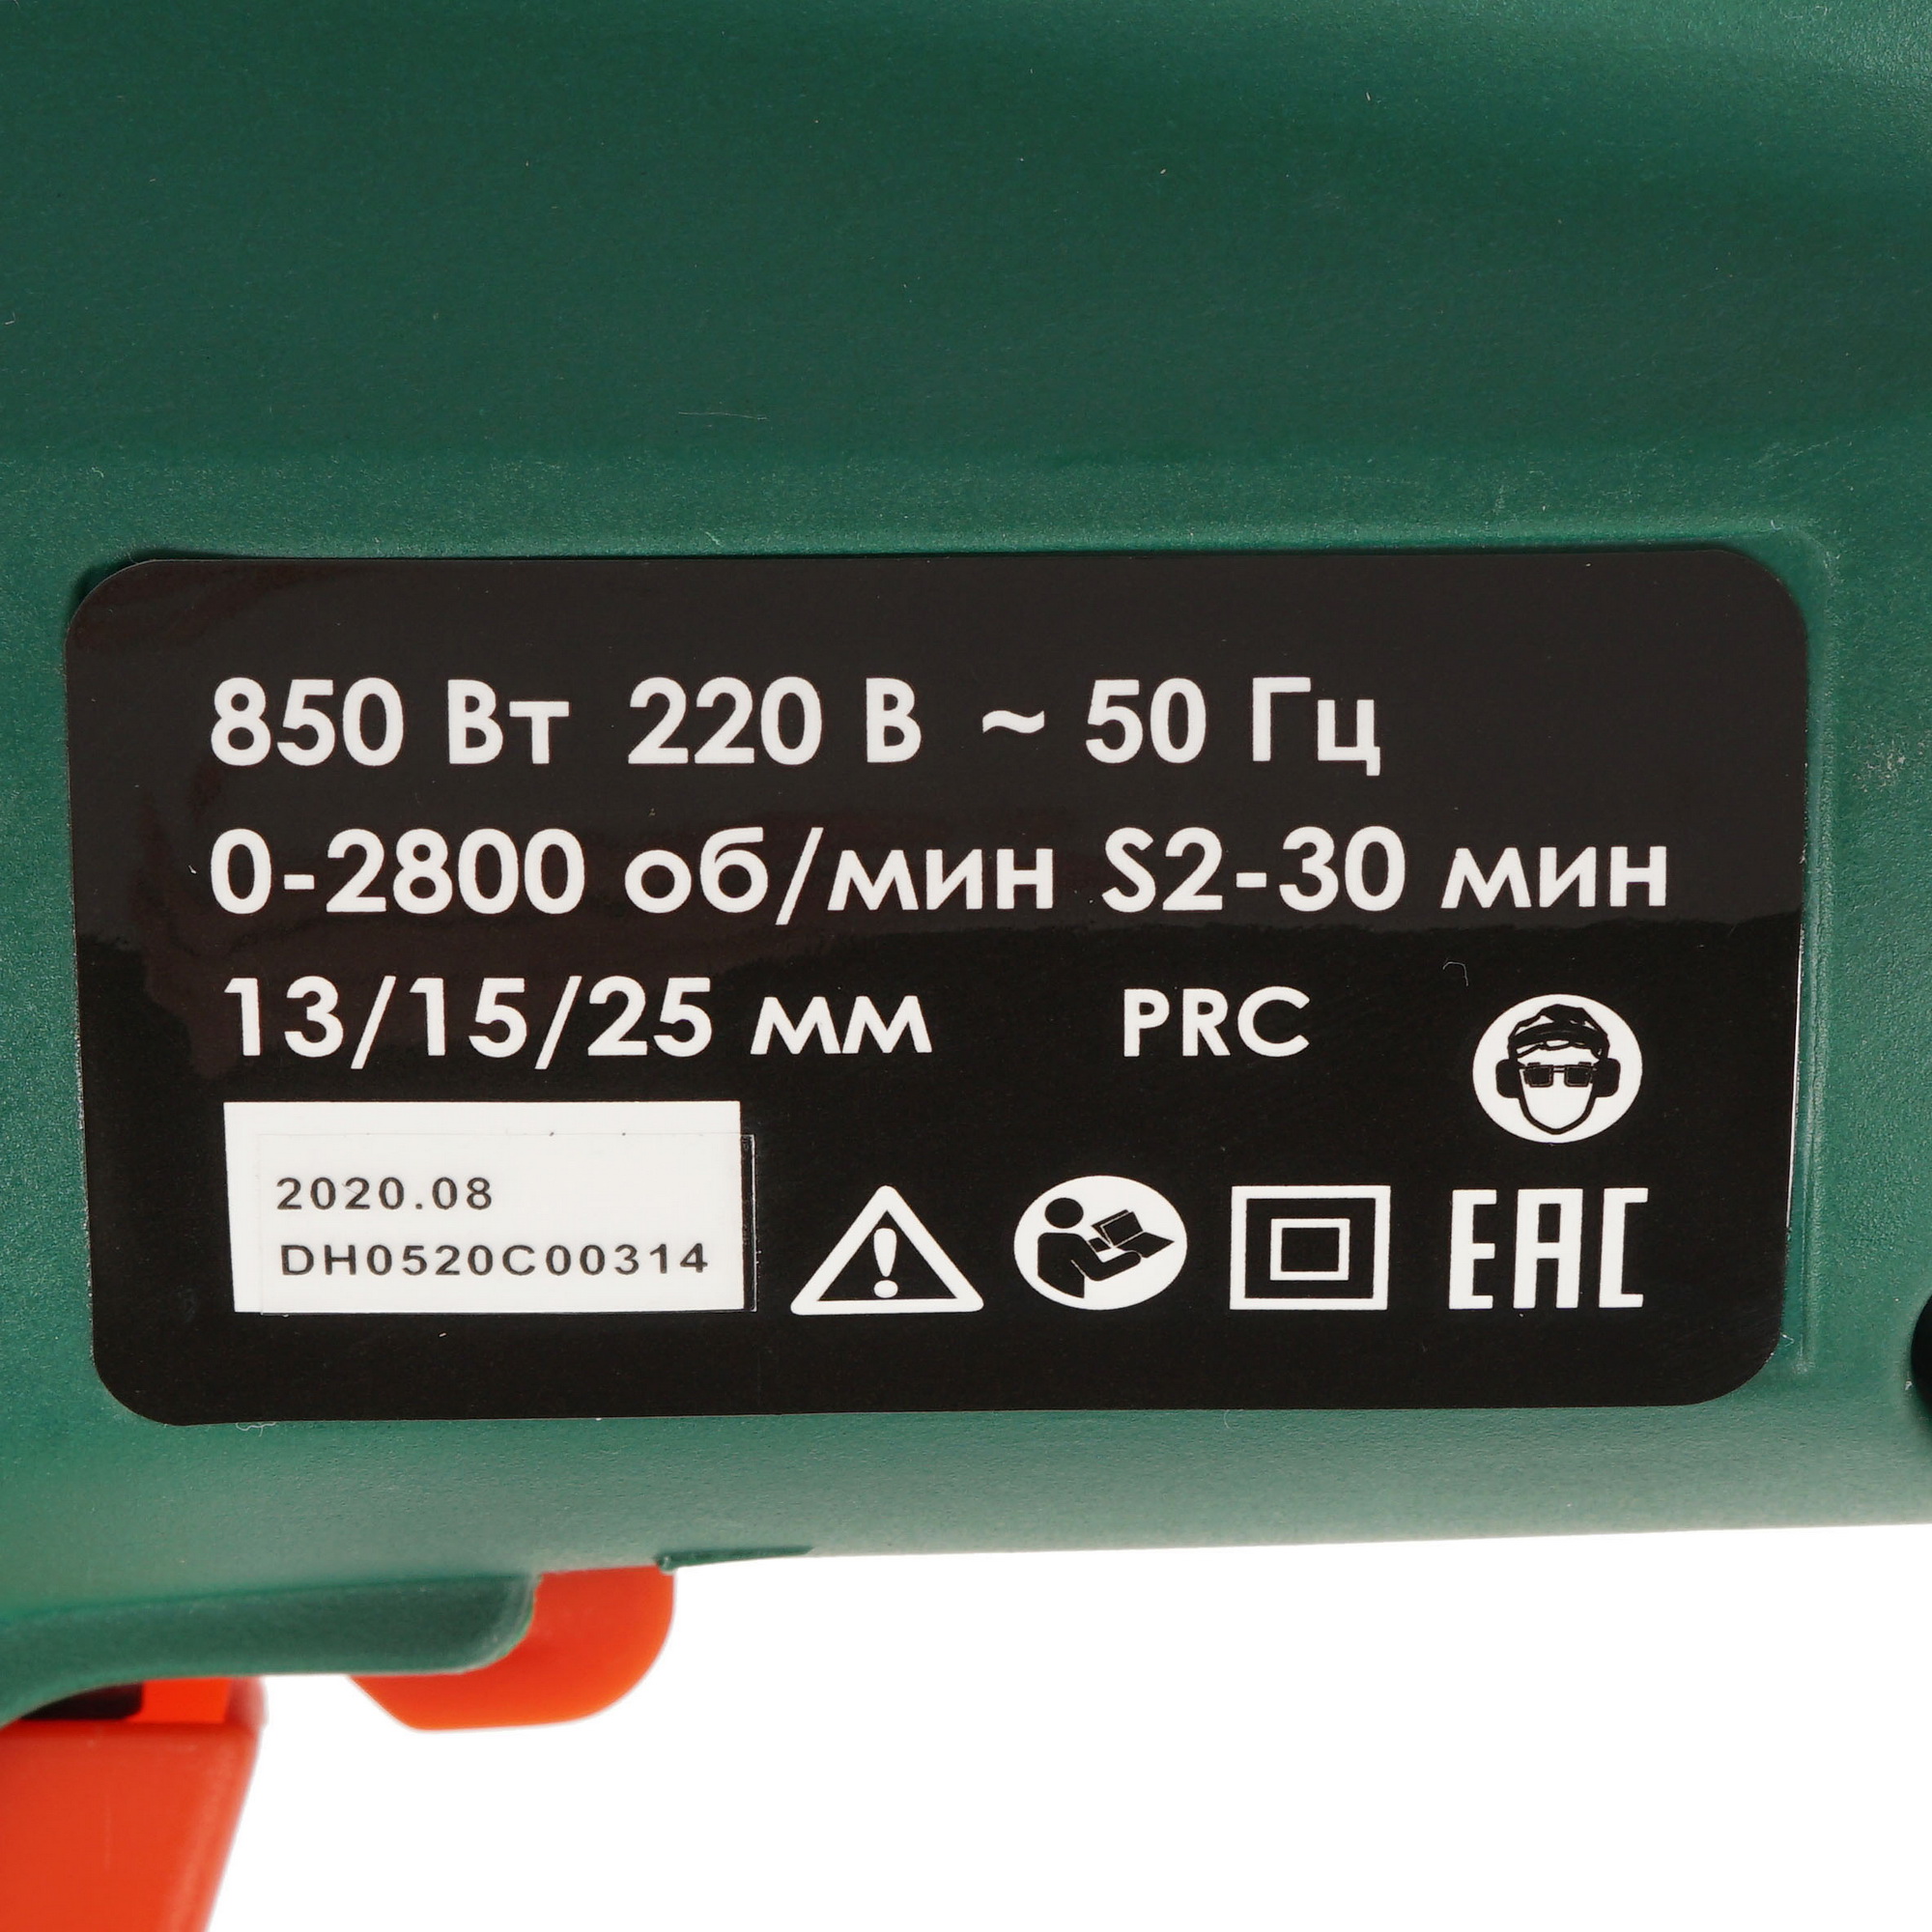 850 Вт 220 В ~ 50 Гц
0-2800 об/мин S2-30 мин
13/15/25 мм PRC
2020.08
DH0520C00314
EAC